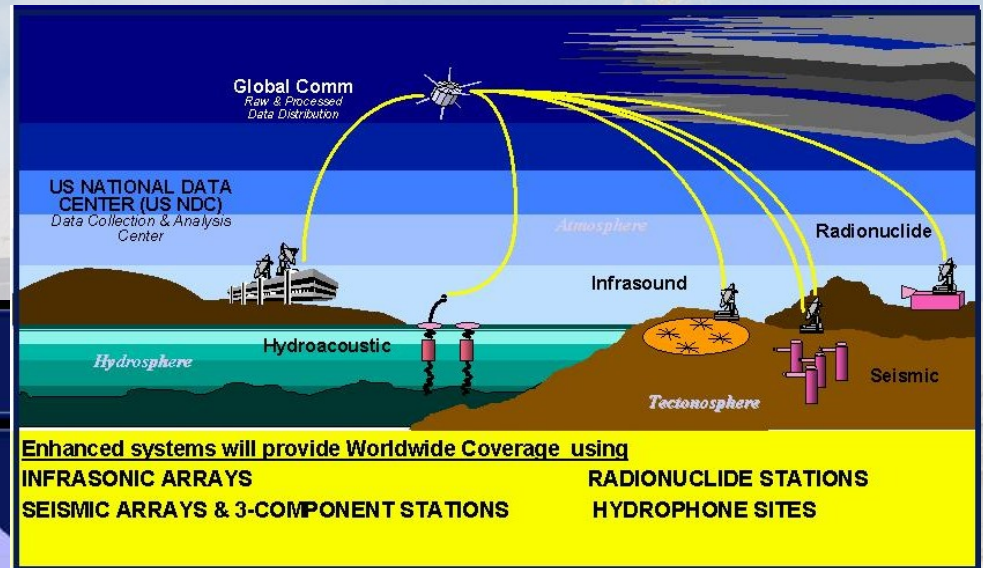 Global Comm
Raw & Processed
Data Distribution
US NATIONAL DATA
CENTER (US NDC)
Data Collection & Analysis
Center
Atmosphere
Radionuclide
Infrasound
Hydroacoustic
Hydrosphere
Seismic
Tectonosphere
Enhanced systems will provide Worldwide Coverage using
INFRASONIC ARRAYS
RADIONUCLIDE STATIONS
SEISMIC ARRAYS & 3-COMPONENT STATIONS
HYDROPHONE SITES